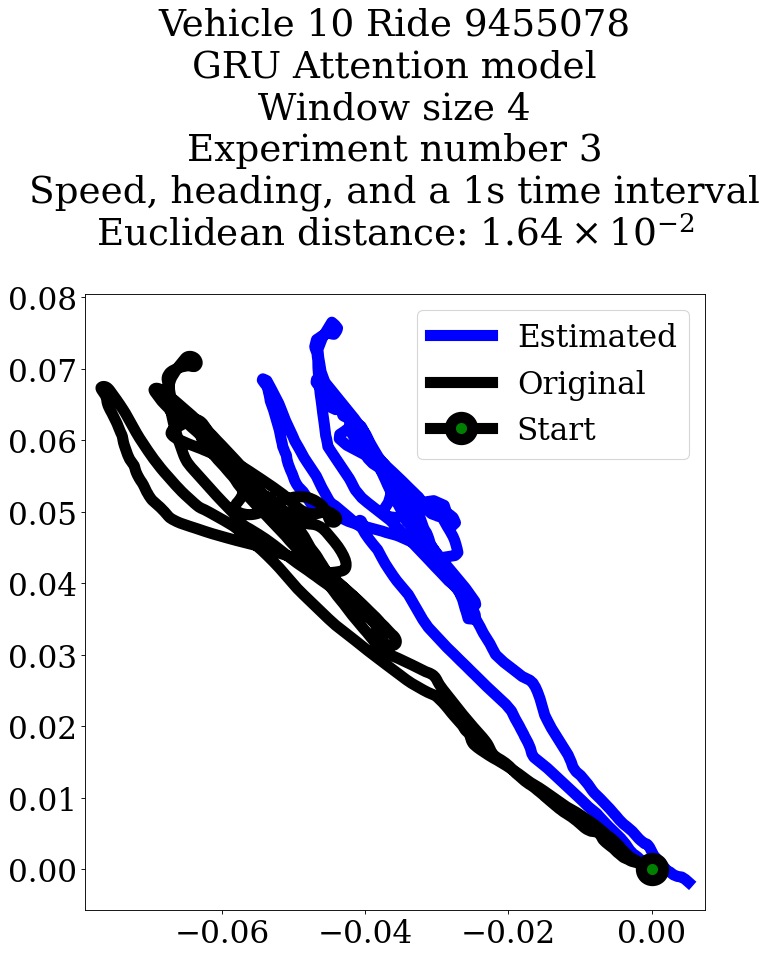 Vehicle 10 Ride 9455078
GRU Attention model
Window size 4
Experiment number 3
Speed, heading, and a 1s time interval
Euclidean distance: 1.64 × 10⁻²
0.08
0.07
0.06
0.05
0.04
0.03
0.02
0.01
0.00
Estimated
Original
Start
−0.06
−0.04
−0.02
0.00